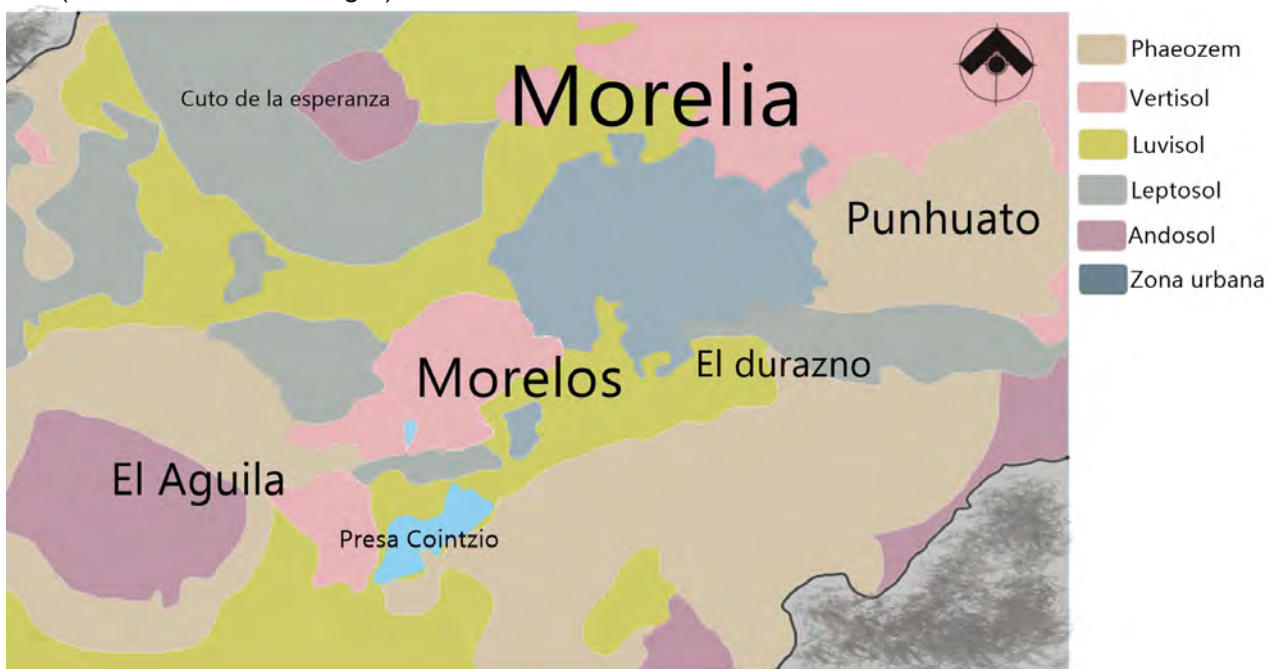 Phaeozem
Vertisol
Luvisol
Leptosol
Andosol
Zona urbana
Cuto de la esperanza
Morelia
Punhuato
El durazno
Morelos
El Aguila
Presa Cointzio